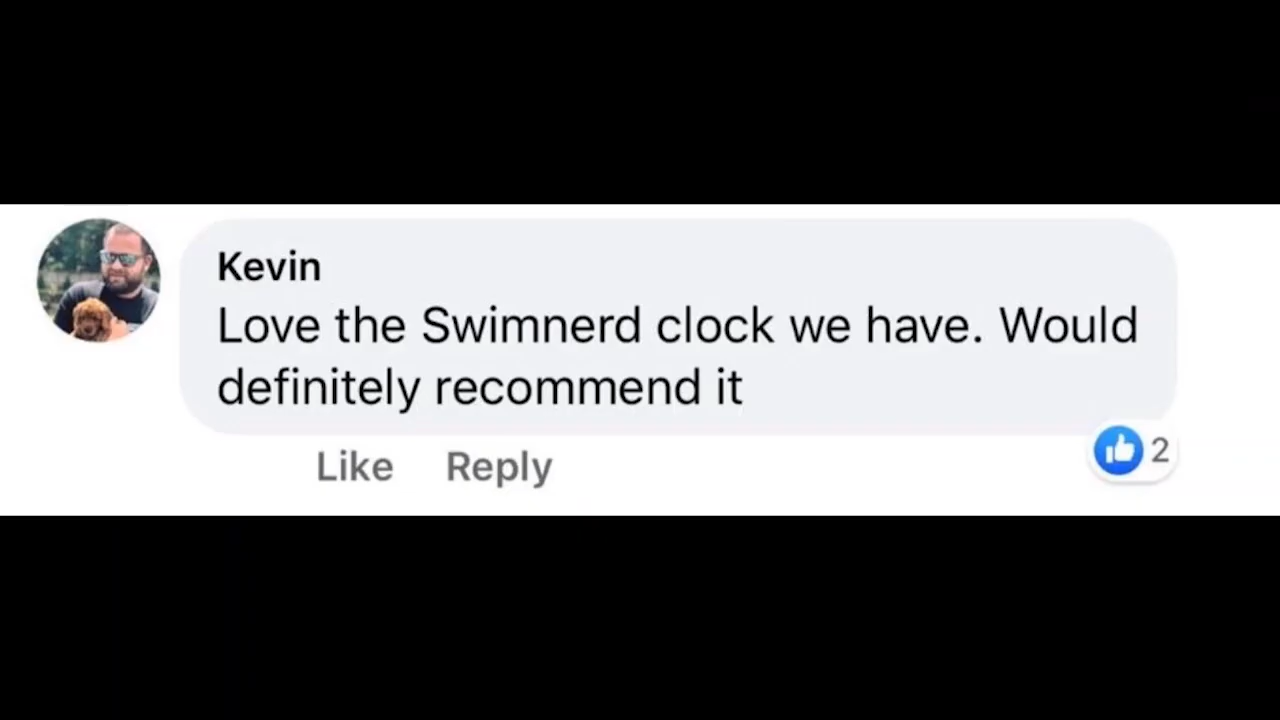 Kevin
Love the Swimnerd clock we have. Would
definitely recommend it
Like Reply
2